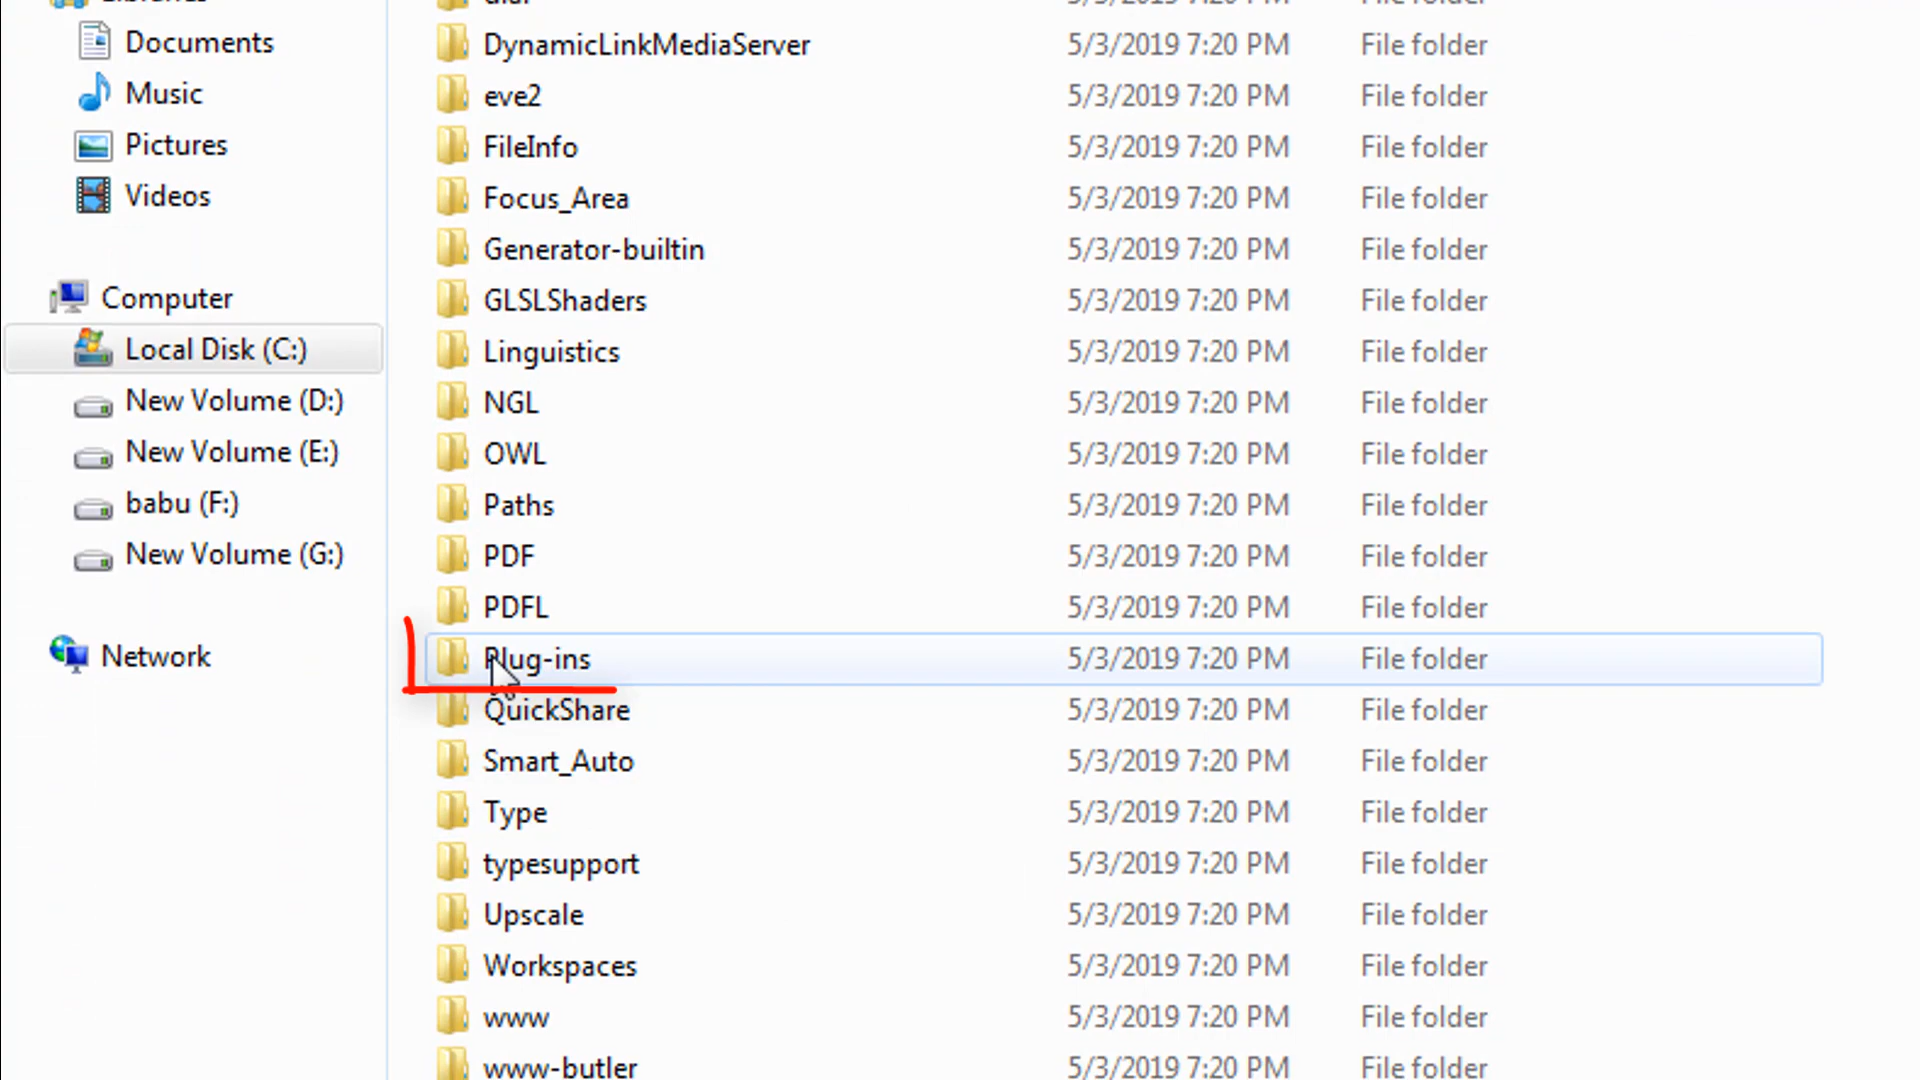 Documents
Music
Pictures
Videos
Computer
Local Disk (C:)
New Volume (D:)
New Volume (E:)
babu (F:)
New Volume (G:)
Network
DynamicLinkMediaServer 5/3/2019 7:20 PM File folder
eve2 5/3/2019 7:20 PM File folder
FileInfo 5/3/2019 7:20 PM File folder
Focus_Area 5/3/2019 7:20 PM File folder
Generator-builtin 5/3/2019 7:20 PM File folder
GLSLShaders 5/3/2019 7:20 PM File folder
Linguistics 5/3/2019 7:20 PM File folder
NGL 5/3/2019 7:20 PM File folder
OWL 5/3/2019 7:20 PM File folder
Paths 5/3/2019 7:20 PM File folder
PDF 5/3/2019 7:20 PM File folder
PDFL 5/3/2019 7:20 PM File folder
Plug-ins 5/3/2019 7:20 PM File folder
QuickShare 5/3/2019 7:20 PM File folder
Smart_Auto 5/3/2019 7:20 PM File folder
Type 5/3/2019 7:20 PM File folder
typesupport 5/3/2019 7:20 PM File folder
Upscale 5/3/2019 7:20 PM File folder
Workspaces 5/3/2019 7:20 PM File folder
www 5/3/2019 7:20 PM File folder
www-butler 5/3/2019 7:20 PM File folder